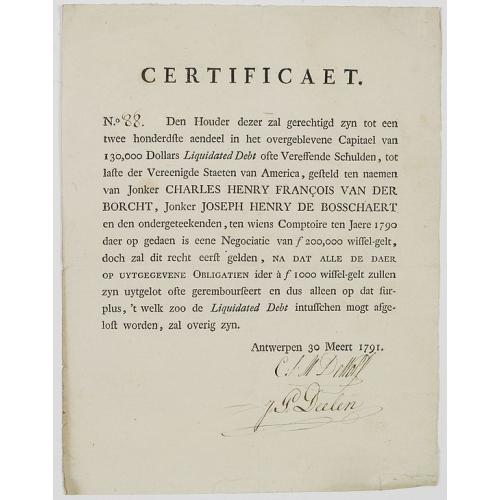 CERTIFICAET.
N.º 88. Den Houder dezer zal gerechtigd zyn tot een
twee honderdste aendeel in het overgeblevene Capitael van
130,000 Dollars Liquidated Debt ofte Vereffende Schulden, tot
laste der Vereenigde Staeten van America, gesteld ten naemen
van Jonker CHARLES HENRY FRANÇOIS VAN DER
BORCHT, Jonker JOSEPH HENRY DE BOSSCHAERT
en den ondergeteekenden, ten wiens Comptoire ten Jaere 1790
daer op gedaen is eene Negociatie van ƒ 200,000 wissel-gelt,
doch zal dit recht eerst gelden, NA DAT ALLE DE DAER
OP UYTGEGEVENE OBLIGATIEN ider à ƒ 1000 wissel-gelt zullen
zyn uytgelot ofte gerembourseert en dus alleen op dat sur-
plus, 't welk zoo de Liquidated Debt intusschen mogt afge-
lost worden, zal overig zyn.
Antwerpen 30 Meert 1791.
C. J. M. De Wolf
J. P. Deelen